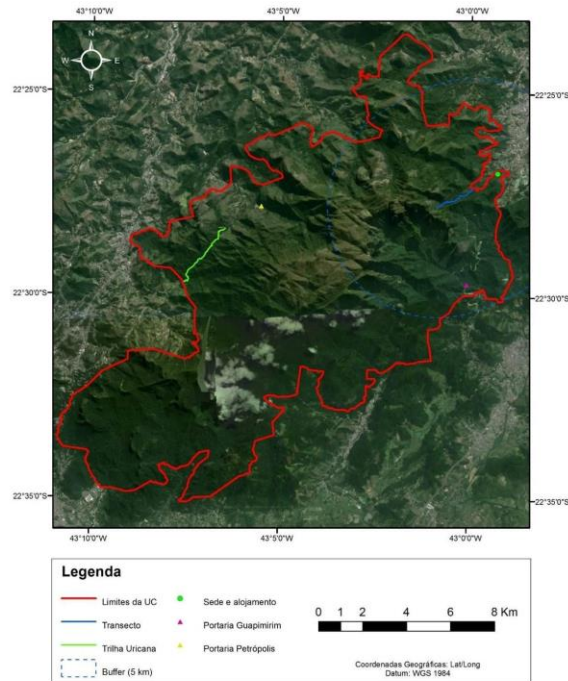 43°10'0"W 43°5'0"W 43°0'0"W
N
W E
S
22°25'0"S 22°25'0"S
22°30'0"S 22°30'0"S
22°35'0"S 22°35'0"S
43°10'0"W 43°5'0"W 43°0'0"W
Legenda
Limites da UC
Sede e alojamento
Transecto
Portaria Guapimirim
Trilha Uricana
Portaria Petrópolis
Buffer (5 km)
0 1 2 4 6 8 Km
Coordenadas Geográficas: Lat/Long
Datum: WGS 1984